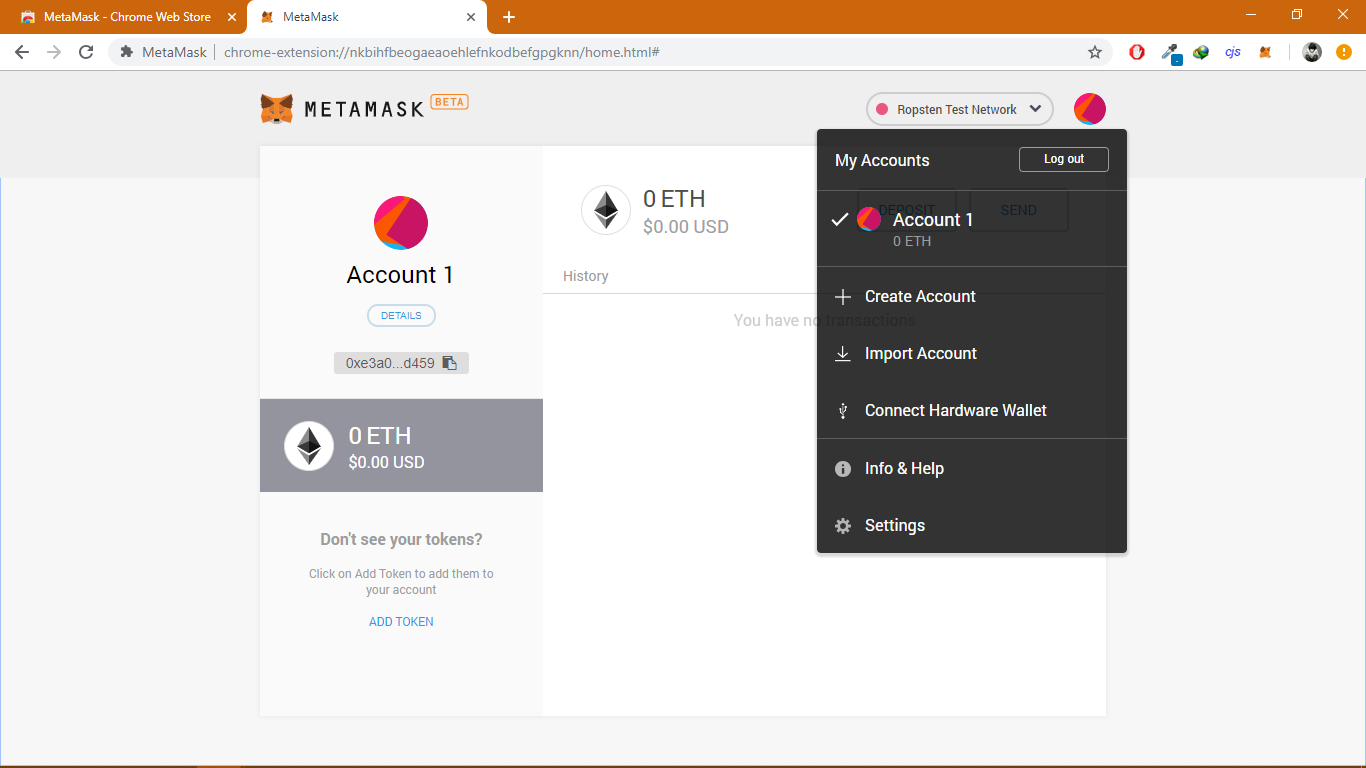 MetaMask - Chrome Web Store
MetaMask
MetaMask
chrome-extension://nkbihfbeogaeaoehlefnkodbefgpgknn/home.html#
cjs
METAMASK
BETA
Ropsten Test Network
My Accounts
Log out
Account 1
0 ETH
Create Account
Import Account
Connect Hardware Wallet
Info & Help
Settings
Account 1
DETAILS
0xe3a0...d459
0 ETH
$0.00 USD
Don't see your tokens?
Click on Add Token to add them to
your account
ADD TOKEN
0 ETH
$0.00 USD
DEPOSIT
SEND
History
You have no transactions